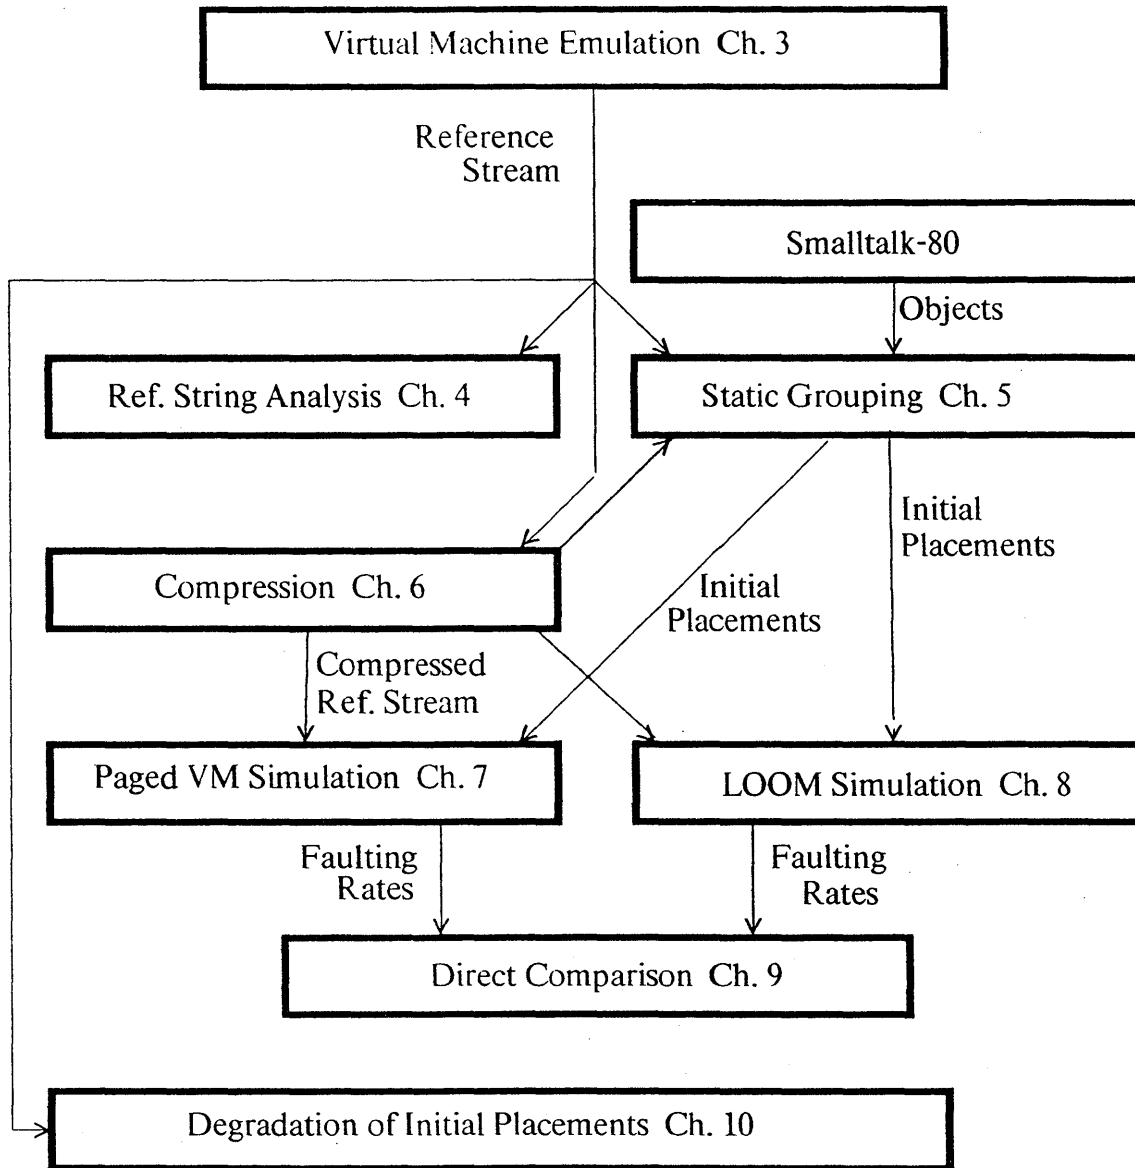 Virtual Machine Emulation Ch. 3
Reference
Stream
Smalltalk-80
Objects
Ref. String Analysis Ch. 4
Static Grouping Ch. 5
Initial
Placements
Compression Ch. 6
Initial
Placements
Compressed
Ref. Stream
Paged VM Simulation Ch. 7
LOOM Simulation Ch. 8
Faulting
Rates
Faulting
Rates
Direct Comparison Ch. 9
Degradation of Initial Placements Ch. 10